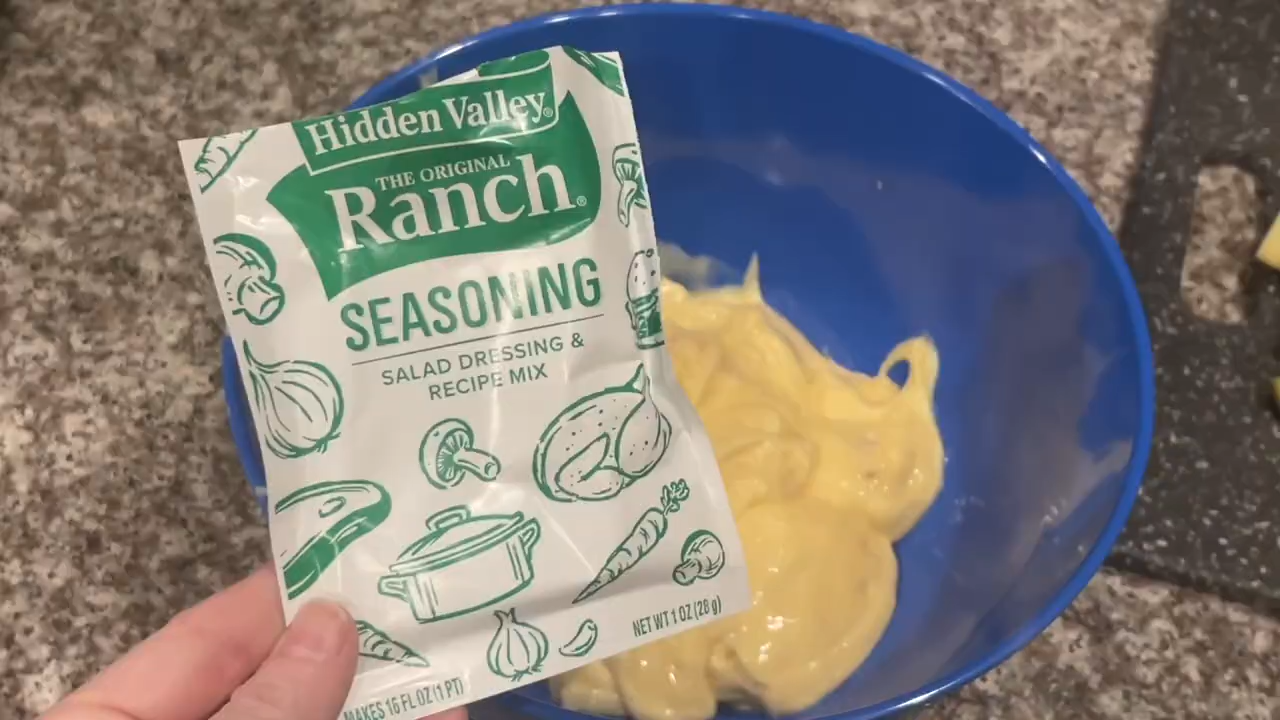 Hidden Valley®
THE ORIGINAL
Ranch®
SEASONING
SALAD DRESSING &
RECIPE MIX
NET WT 1 OZ (28 g)
MAKES 16 FL OZ (1 PT)